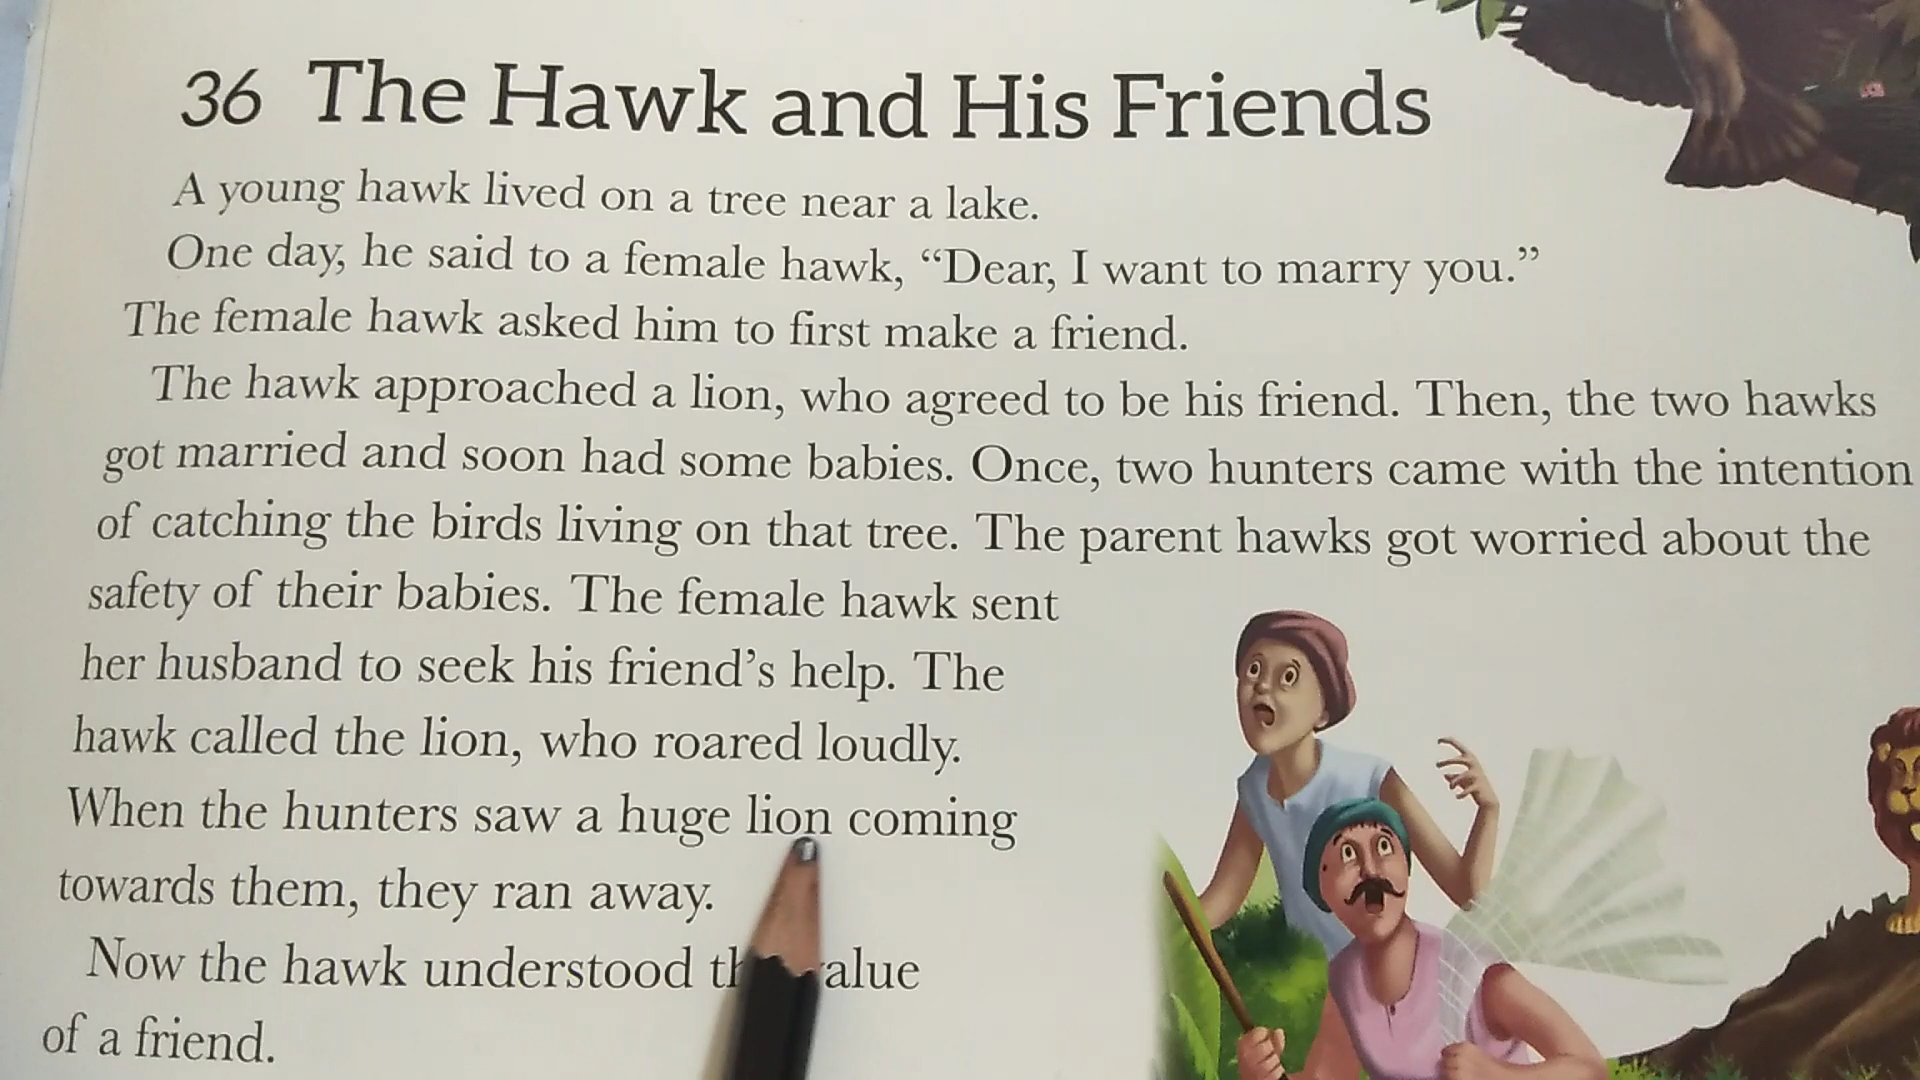 36 The Hawk and His Friends
A young hawk lived on a tree near a lake.
One day, he said to a female hawk, “Dear, I want to marry you.”
The female hawk asked him to first make a friend.
The hawk approached a lion, who agreed to be his friend. Then, the two hawks
got married and soon had some babies. Once, two hunters came with the intention
of catching the birds living on that tree. The parent hawks got worried about the
safety of their babies. The female hawk sent
her husband to seek his friend’s help. The
hawk called the lion, who roared loudly.
When the hunters saw a huge lion coming
towards them, they ran away.
Now the hawk understood
of a friend.